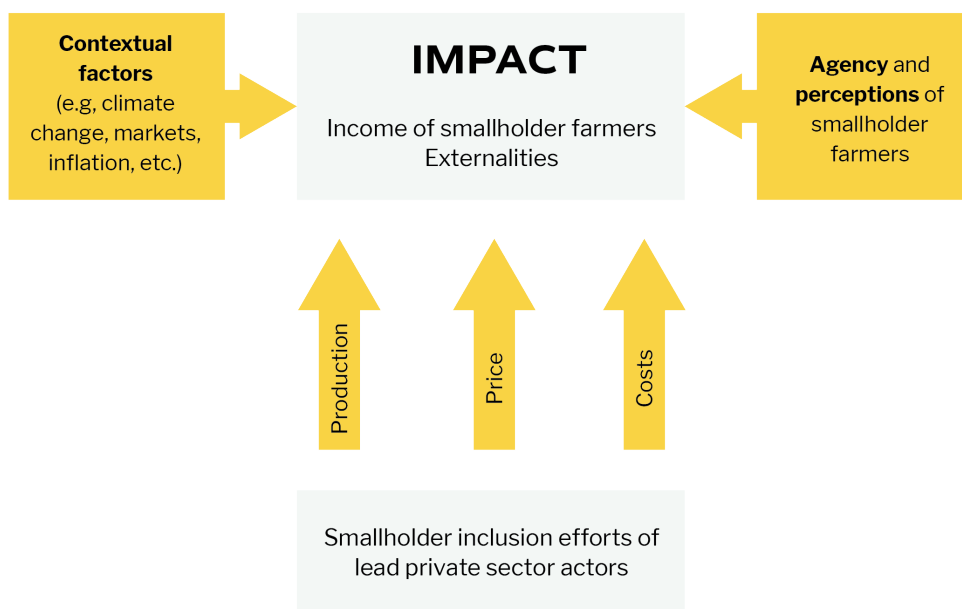 Contextual
factors
(e.g, climate
change, markets,
inflation, etc.)
IMPACT
Income of smallholder farmers
Externalities
Agency and
perceptions of
smallholder
farmers
Production
Price
Costs
Smallholder inclusion efforts of
lead private sector actors